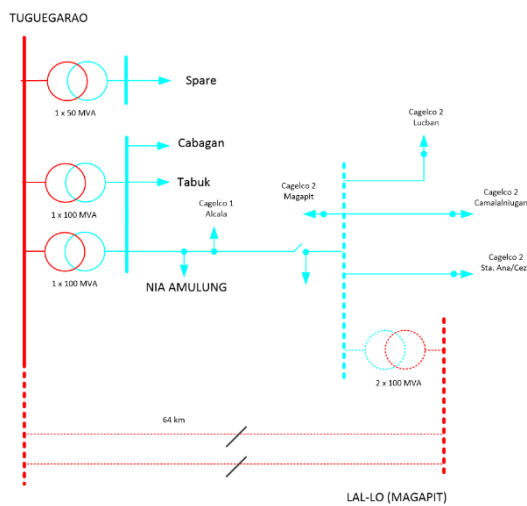 TUGUEGARAO
Spare
1 x 50 MVA
Cagelco 2
Lucban
Cabagan
Tabuk
1 x 100 MVA
Cagelco 1
Alcala
Cagelco 2
Magapit
Cagelco 2
Camalaniugan
1 x 100 MVA
NIA AMULUNG
Cagelco 2
Sta. Ana/Cez
2 x 100 MVA
64 km
LAL-LO (MAGAPIT)